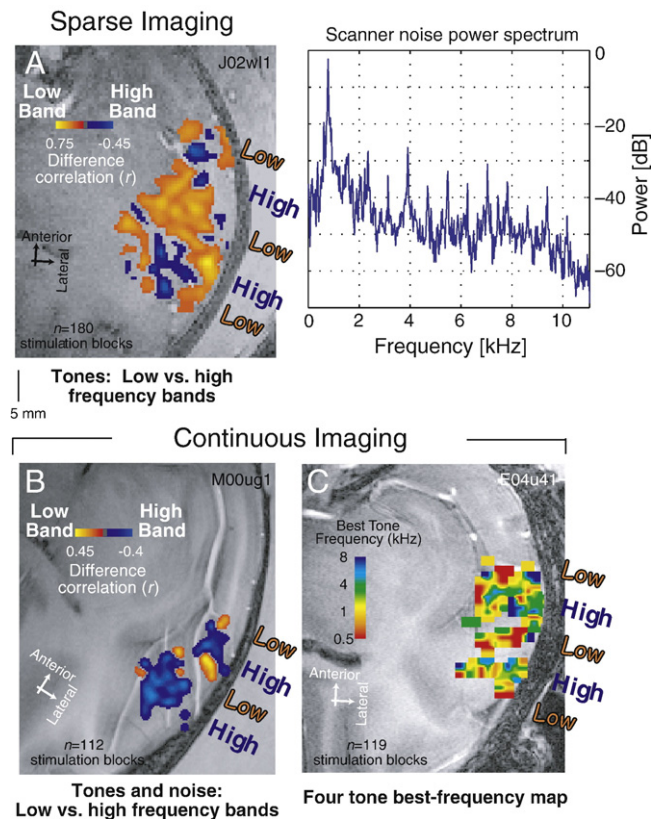 Sparse Imaging
A
J02wl1
Low
Band
High
Band
0.75
-0.45
Difference
correlation (r)
Low
High
Low
High
Low
Anterior
Lateral
n=180
stimulation blocks
5 mm
Tones: Low vs. high
frequency bands
Scanner noise power spectrum
0
−20
−40
−60
Power [dB]
0
2
4
6
8
10
Frequency [kHz]
Continuous Imaging
B
M00ug1
Low
Band
High
Band
0.45
-0.4
Difference
correlation (r)
Low
High
Low
High
Anterior
Lateral
n=112
stimulation blocks
Tones and noise:
Low vs. high frequency bands
C
E04u41
Best Tone
Frequency (kHz)
8
4
1
0.5
Low
High
Low
High
Low
Anterior
Lateral
n=119
stimulation blocks
Four tone best-frequency map